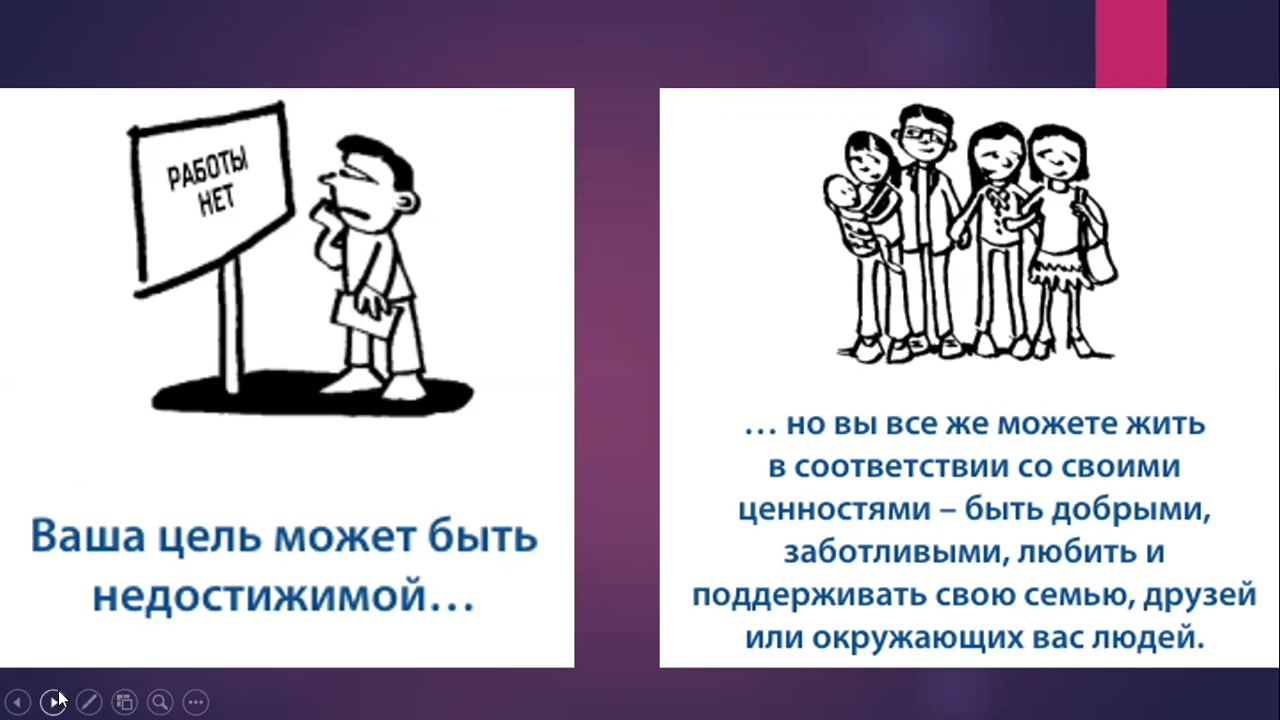 РАБОТЫ
НЕТ
Ваша цель может быть
недостижимой...
... но вы все же можете жить
в соответствии со своими
ценностями – быть добрыми,
заботливыми, любить и
поддерживать свою семью, друзей
или окружающих вас людей.